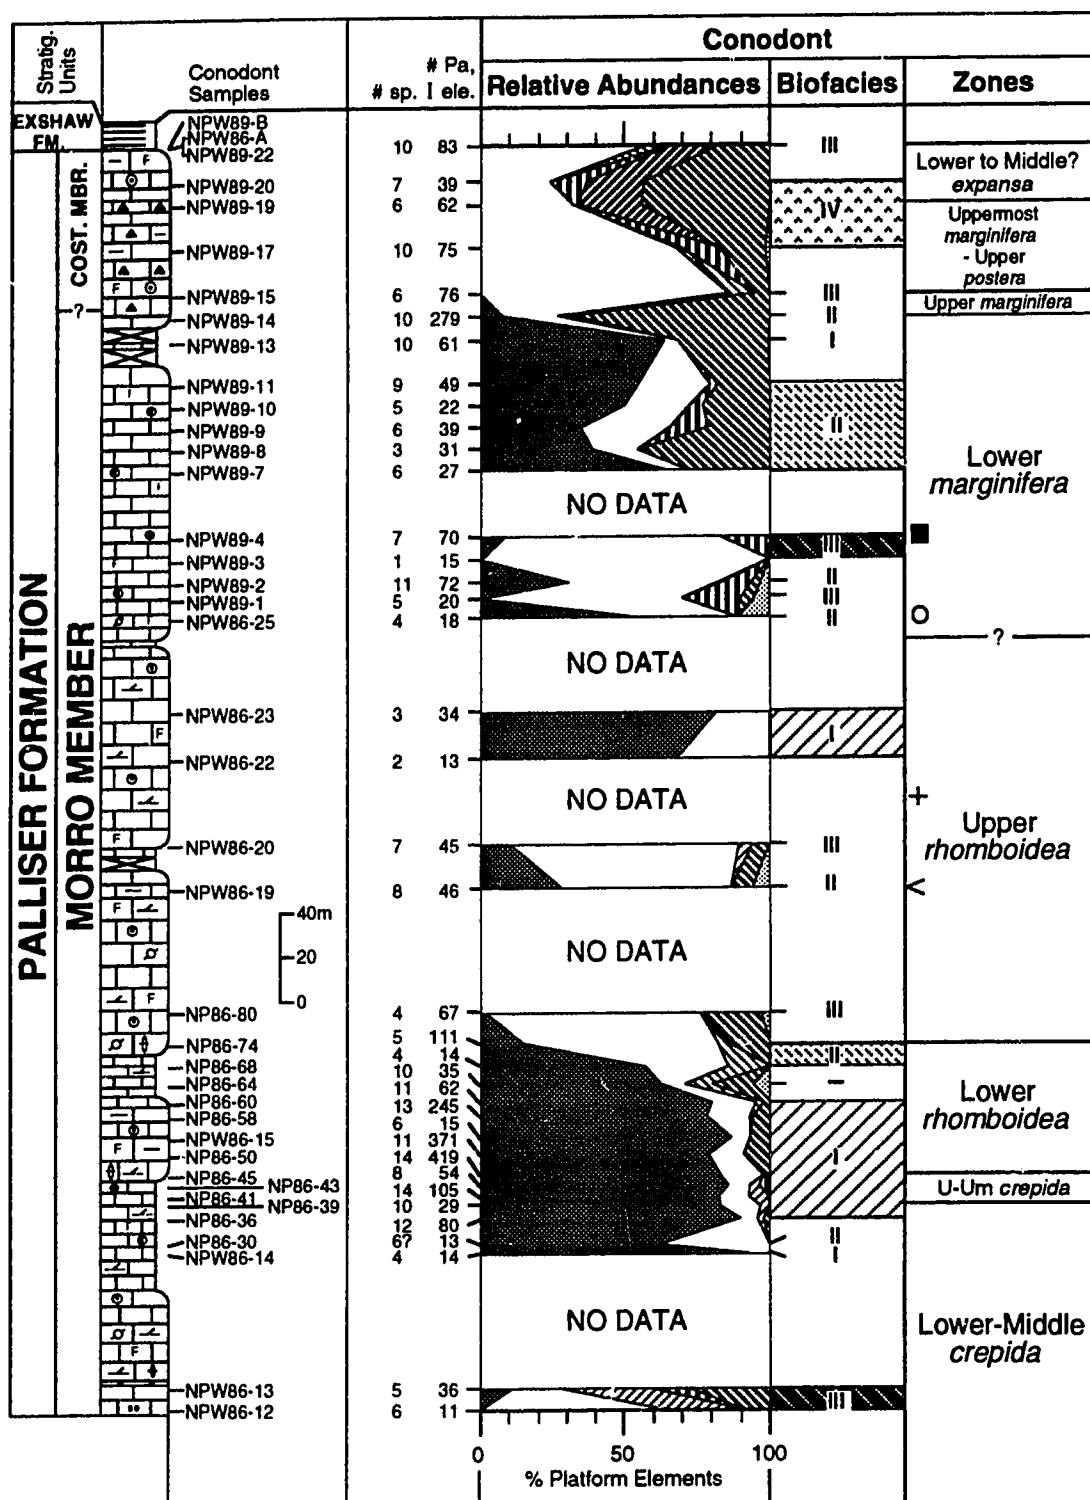 Stratig.
Units
Conodont
Samples
# sp.
# Pa,
I ele.
Conodont
Relative Abundances
Biofacies
Zones
EXSHAW
FM.
PALLISER FORMATION
COST. MBR.
?
MORRO MEMBER
NPW89-B
NPW86-A
NPW89-22 10 83 III
NPW89-20 7 39
NPW89-19 6 62 IV
NPW89-17 10 75
NPW89-15 6 76 III
NPW89-14 10 279 II
NPW89-13 10 61 I
NPW89-11 9 49
NPW89-10 5 22
NPW89-9 6 39 II
NPW89-8 3 31
NPW89-7 6 27
NO DATA
NPW89-4 7 70 III
NPW89-3 1 15
NPW89-2 11 72 II
NPW89-1 5 20 III
NPW86-25 4 18 II
NO DATA
NPW86-23 3 34
I
NPW86-22 2 13
NO DATA
NPW86-20 7 45 III
NPW86-19 8 46 II
40m
20
0
NO DATA
NP86-80 4 67 III
NP86-74 5 111
NP86-68 4 14 II
NP86-64 10 35
11 62 I
NP86-60 13 245
NP86-58 6 15
NPW86-15 11 371
NP86-50 14 419 I
NP86-45 8 54
NP86-43 14 105
NP86-41
NP86-39 10 29
NP86-36 12 80
NP86-30 6? 13 II
NPW86-14 4 14 I
NO DATA
NPW86-13 5 36
III
NPW86-12 6 11
Lower to Middle?
expansa
Uppermost
marginifera
- Upper
postera
Upper marginifera
Lower
marginifera
?
+
Upper
rhomboidea
<
Lower
rhomboidea
U-Um crepida
Lower-Middle
crepida
F
F
F
F
F
F
F
F
0 50 100
% Platform Elements